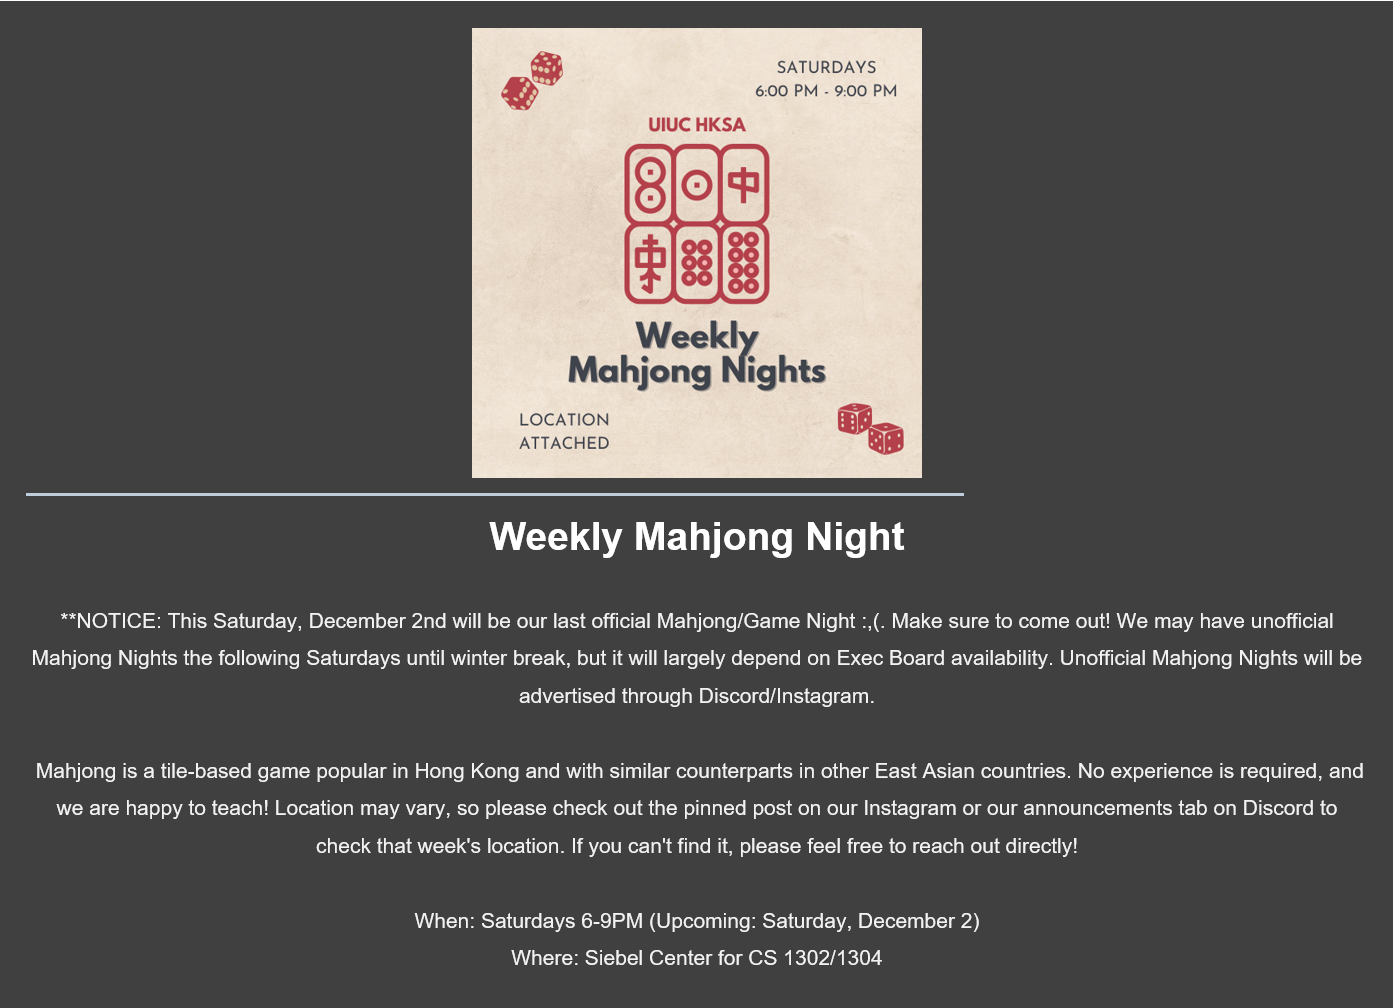 SATURDAYS
6:00 PM - 9:00 PM
UIUC HKSA
中
Weekly
Mahjong Nights
LOCATION
ATTACHED
Weekly Mahjong Night
**NOTICE: This Saturday, December 2nd will be our last official Mahjong/Game Night :,(. Make sure to come out! We may have unofficial
Mahjong Nights the following Saturdays until winter break, but it will largely depend on Exec Board availability. Unofficial Mahjong Nights will be
advertised through Discord/Instagram.
Mahjong is a tile-based game popular in Hong Kong and with similar counterparts in other East Asian countries. No experience is required, and
we are happy to teach! Location may vary, so please check out the pinned post on our Instagram or our announcements tab on Discord to
check that week's location. If you can't find it, please feel free to reach out directly!
When: Saturdays 6-9PM (Upcoming: Saturday, December 2)
Where: Siebel Center for CS 1302/1304